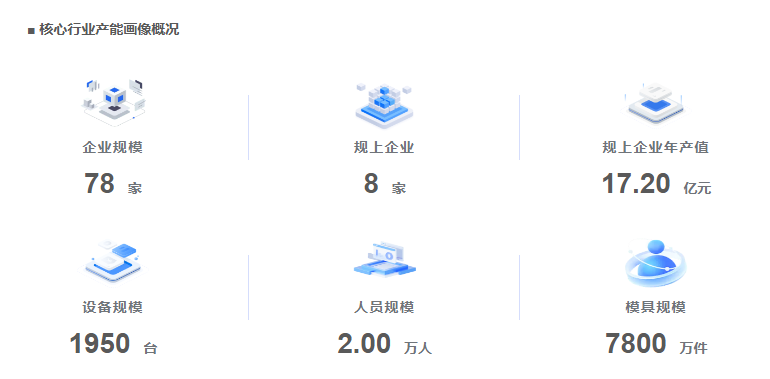 核心行业产能画像概况
企业规模
规上企业
规上企业年产值
78 家
8 家
17.20 亿元
设备规模
人员规模
模具规模
1950 台
2.00 万人
7800 万件